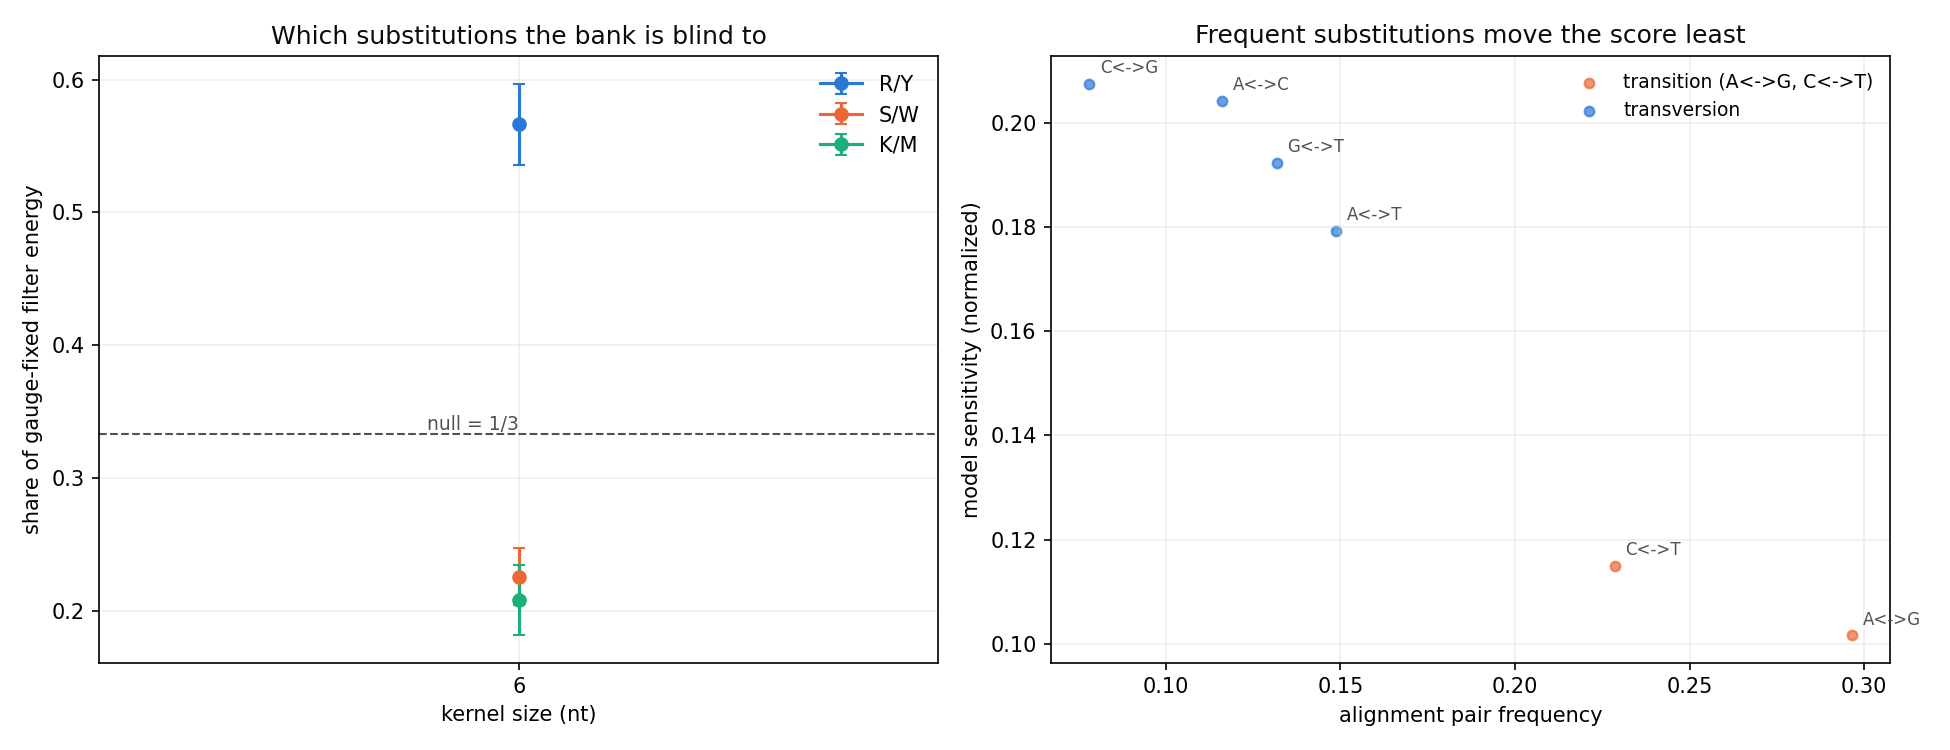 Which substitutions the bank is blind to
share of gauge-fixed filter energy
0.6
0.5
0.4
0.3
0.2
R/Y
S/W
K/M
null = 1/3
6
kernel size (nt)
Frequent substitutions move the score least
model sensitivity (normalized)
0.20
0.18
0.16
0.14
0.12
0.10
transition (A<->G, C<->T)
transversion
C<->G
A<->C
G<->T
A<->T
C<->T
A<->G
0.10
0.15
0.20
0.25
0.30
alignment pair frequency